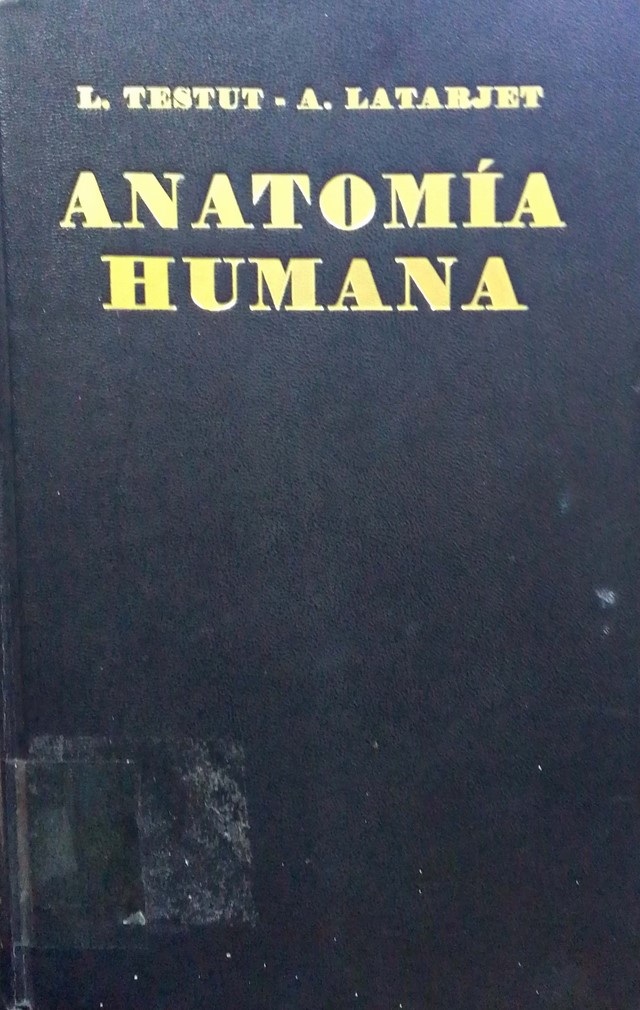 L. TESTUT - A. LATARJET
ANATOMÍA
HUMANA